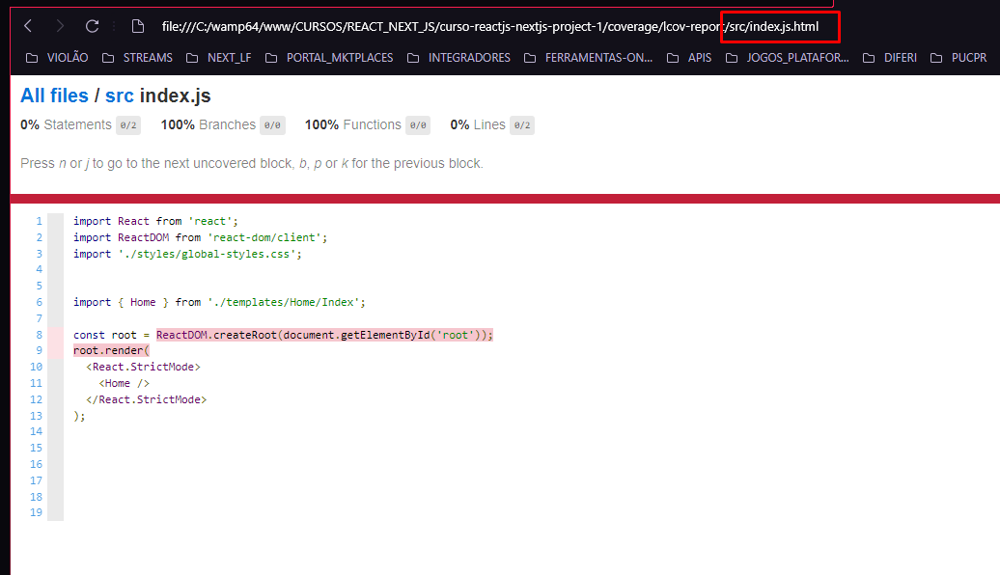 file:///C:/wamp64/www/CURSOS/REACT_NEXT_JS/curso-reactjs-nextjs-project-1/coverage/lcov-report/src/index.js.html
VIOLÃO STREAMS NEXT_LF PORTAL_MKTPLACES INTEGRADORES FERRAMENTAS-ON... APIS JOGOS_PLATAFOR... DIFERI PUCPR
All files / src index.js
0% Statements 0/2 100% Branches 0/0 100% Functions 0/0 0% Lines 0/2
Press n or j to go to the next uncovered block, b, p or k for the previous block.
1 import React from 'react';
2 import ReactDOM from 'react-dom/client';
3 import './styles/global-styles.css';
4
5
6 import { Home } from './templates/Home/Index';
7
8 const root = ReactDOM.createRoot(document.getElementById('root'));
9 root.render(
10 <React.StrictMode>
11 <Home />
12 </React.StrictMode>
13 );
14
15
16
17
18
19